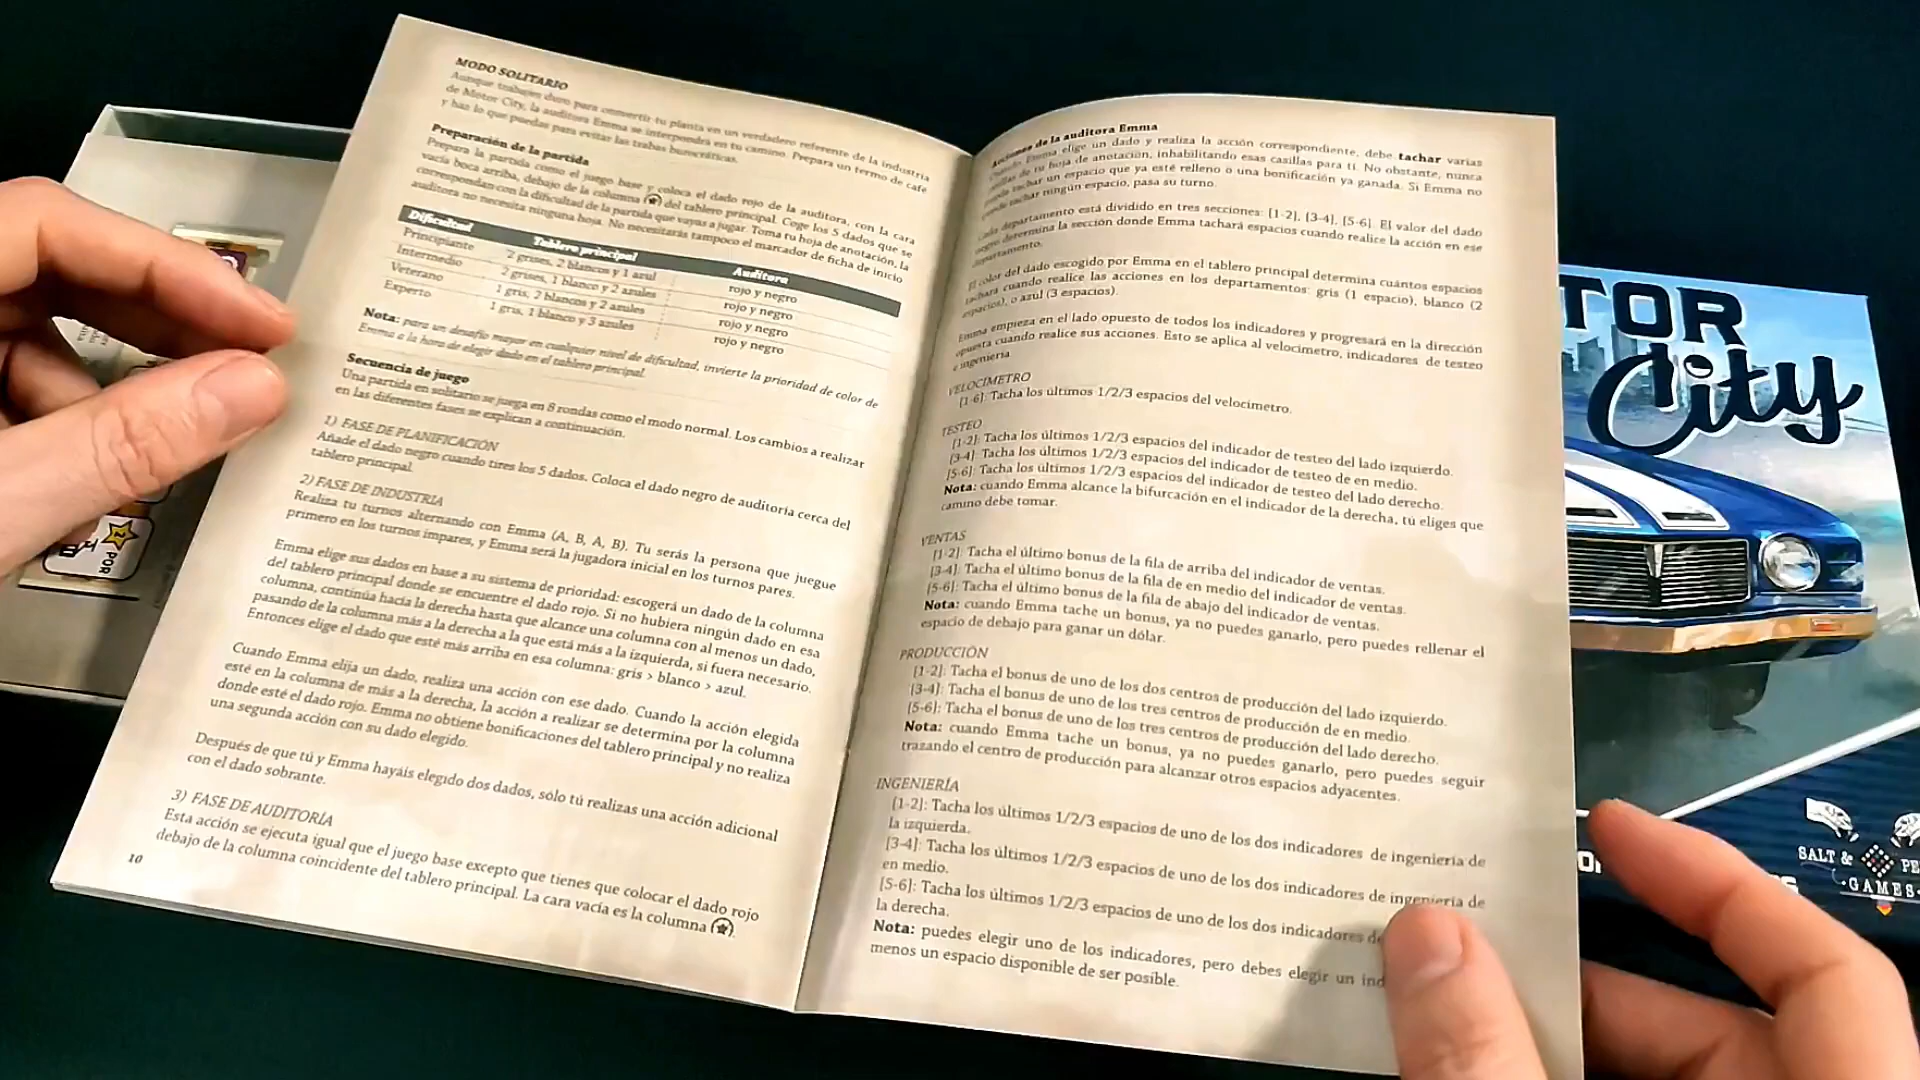 MODO SOLITARIO
Aunque trabajes duro para convertir tu planta en un verdadero referente de la industria
de Motor City, la auditora Emma se interpondrá en tu camino. Prepara un termo de café
y haz lo que puedas para evitar las trabas burocráticas.
Preparación de la partida
Prepara la partida como el juego base y coloca el dado rojo de la auditora, con la cara
vacía boca arriba, debajo de la columna del tablero principal. Coge los 5 dados que se
correspondan con la dificultad de la partida que vayas a jugar. Toma tu hoja de anotación, la
auditora no necesita ninguna hoja. No necesitarás tampoco el marcador de ficha de inicio
Dificultad Tablero principal Auditora
Principiante 2 grises, 2 blancos y 1 azul rojo y negro
Intermedio 2 grises, 1 blanco y 2 azules rojo y negro
Veterano 1 gris, 2 blancos y 2 azules rojo y negro
Experto 1 gris, 1 blanco y 3 azules rojo y negro
Nota: para un desafío mayor en cualquier nivel de dificultad, invierte la prioridad de color de
Emma a la hora de elegir dado en el tablero principal.
Secuencia de juego
Una partida en solitario se juega en 8 rondas como el modo normal. Los cambios a realizar
en las diferentes fases se explican a continuación.
1) FASE DE PLANIFICACIÓN
Añade el dado negro cuando tires los 5 dados. Coloca el dado negro de auditoría cerca del
tablero principal.
2) FASE DE INDUSTRIA
Realiza tu turnos alternando con Emma (A, B, A, B). Tu serás la persona que juegue
primero en los turnos impares, y Emma será la jugadora inicial en los turnos pares.
Emma elige sus dados en base a su sistema de prioridad: escogerá un dado de la columna
del tablero principal donde se encuentre el dado rojo. Si no hubiera ningún dado en esa
columna, continúa hacia la derecha hasta que alcance una columna con al menos un dado,
pasando de la columna más a la derecha a la que está más a la izquierda, si fuera necesario.
Entonces elige el dado que esté más arriba en esa columna: gris > blanco > azul.
Cuando Emma elija un dado, realiza una acción con ese dado. Cuando la acción elegida
esté en la columna de más a la derecha, la acción a realizar se determina por la columna
donde esté el dado rojo. Emma no obtiene bonificaciones del tablero principal y no realiza
una segunda acción con su dado elegido.
Después de que tú y Emma hayáis elegido dos dados, sólo tú realizas una acción adicional
con el dado sobrante.
3) FASE DE AUDITORÍA
Esta acción se ejecuta igual que el juego base excepto que tienes que colocar el dado rojo
debajo de la columna coincidente del tablero principal. La cara vacía es la columna
10
Acciones de la auditora Emma
Cuando Emma elige un dado y realiza la acción correspondiente, debe tachar varias
casillas de tu hoja de anotación, inhabilitando esas casillas para ti. No obstante, nunca
puede tachar un espacio que ya esté relleno o una bonificación ya ganada. Si Emma no
puede tachar ningún espacio, pasa su turno.
Cada departamento está dividido en tres secciones: [1-2], [3-4], [5-6]. El valor del dado
negro determina la sección donde Emma tachará espacios cuando realice la acción en ese
departamento.
El color del dado escogido por Emma en el tablero principal determina cuántos espacios
tachará cuando realice las acciones en los departamentos: gris (1 espacio), blanco (2
espacios), o azul (3 espacios).
Emma empieza en el lado opuesto de todos los indicadores y progresará en la dirección
opuesta cuando realice sus acciones. Esto se aplica al velocímetro, indicadores de testeo
e ingeniería
VELOCÍMETRO
[1-6]: Tacha los últimos 1/2/3 espacios del velocímetro.
TESTEO
[1-2]: Tacha los últimos 1/2/3 espacios del indicador de testeo del lado izquierdo.
[3-4]: Tacha los últimos 1/2/3 espacios del indicador de testeo de en medio.
[5-6]: Tacha los últimos 1/2/3 espacios del indicador de testeo del lado derecho.
Nota: cuando Emma alcance la bifurcación en el indicador de la derecha, tú eliges que
camino debe tomar.
VENTAS
[1-2]: Tacha el último bonus de la fila de arriba del indicador de ventas.
[3-4]: Tacha el último bonus de la fila de en medio del indicador de ventas.
[5-6]: Tacha el último bonus de la fila de abajo del indicador de ventas.
Nota: cuando Emma tache un bonus, ya no puedes ganarlo, pero puedes rellenar el
espacio de debajo para ganar un dólar.
PRODUCCIÓN
[1-2]: Tacha el bonus de uno de los dos centros de producción del lado izquierdo.
[3-4]: Tacha el bonus de uno de los tres centros de producción de en medio.
[5-6]: Tacha el bonus de uno de los tres centros de producción del lado derecho.
Nota: cuando Emma tache un bonus, ya no puedes ganarlo, pero puedes seguir
trazando el centro de producción para alcanzar otros espacios adyacentes.
INGENIERÍA
[1-2]: Tacha los últimos 1/2/3 espacios de uno de los dos indicadores de ingeniería de
la izquierda.
[3-4]: Tacha los últimos 1/2/3 espacios de uno de los dos indicadores de ingeniería de
en medio.
[5-6]: Tacha los últimos 1/2/3 espacios de uno de los dos indicadores
la derecha.
Nota: puedes elegir uno de los indicadores, pero debes elegir un
menos un espacio disponible de ser posible.
TOR
City
SALT &
GAMES
POR